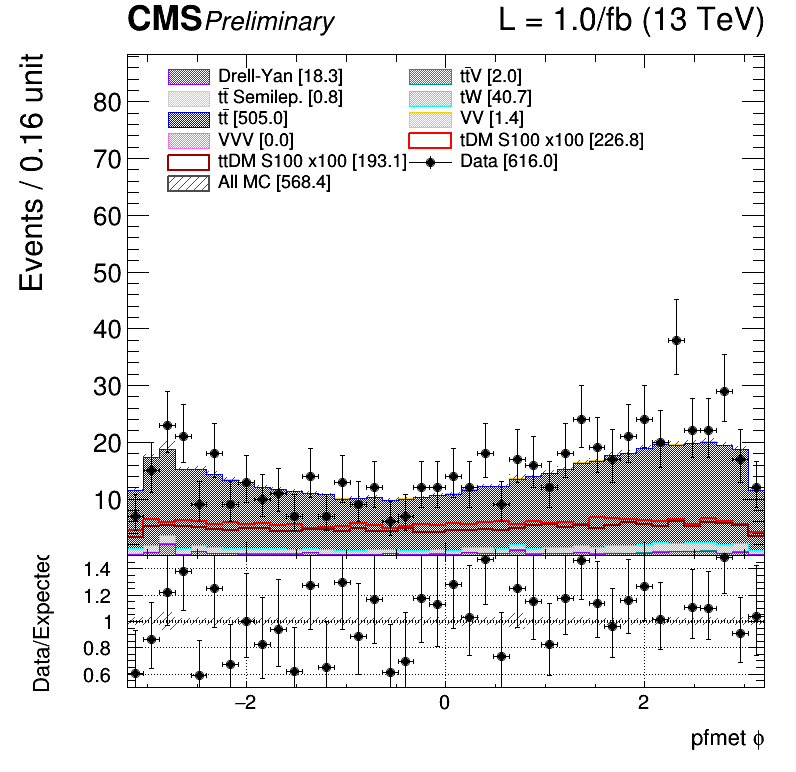 CMS Preliminary L = 1.0/fb (13 TeV)
Events / 0.16 unit
Drell-Yan [18.3] tt̄V [2.0]
tt̄ Semilep. [0.8] tW [40.7]
tt̄ [505.0] VV [1.4]
VVV [0.0] tDM S100 x100 [226.8]
ttDM S100 x100 [193.1] Data [616.0]
All MC [568.4]
80
70
60
50
40
30
20
10
Data/Expected
1.4
1.2
1
0.8
0.6
−2 0 2
pfmet ϕ